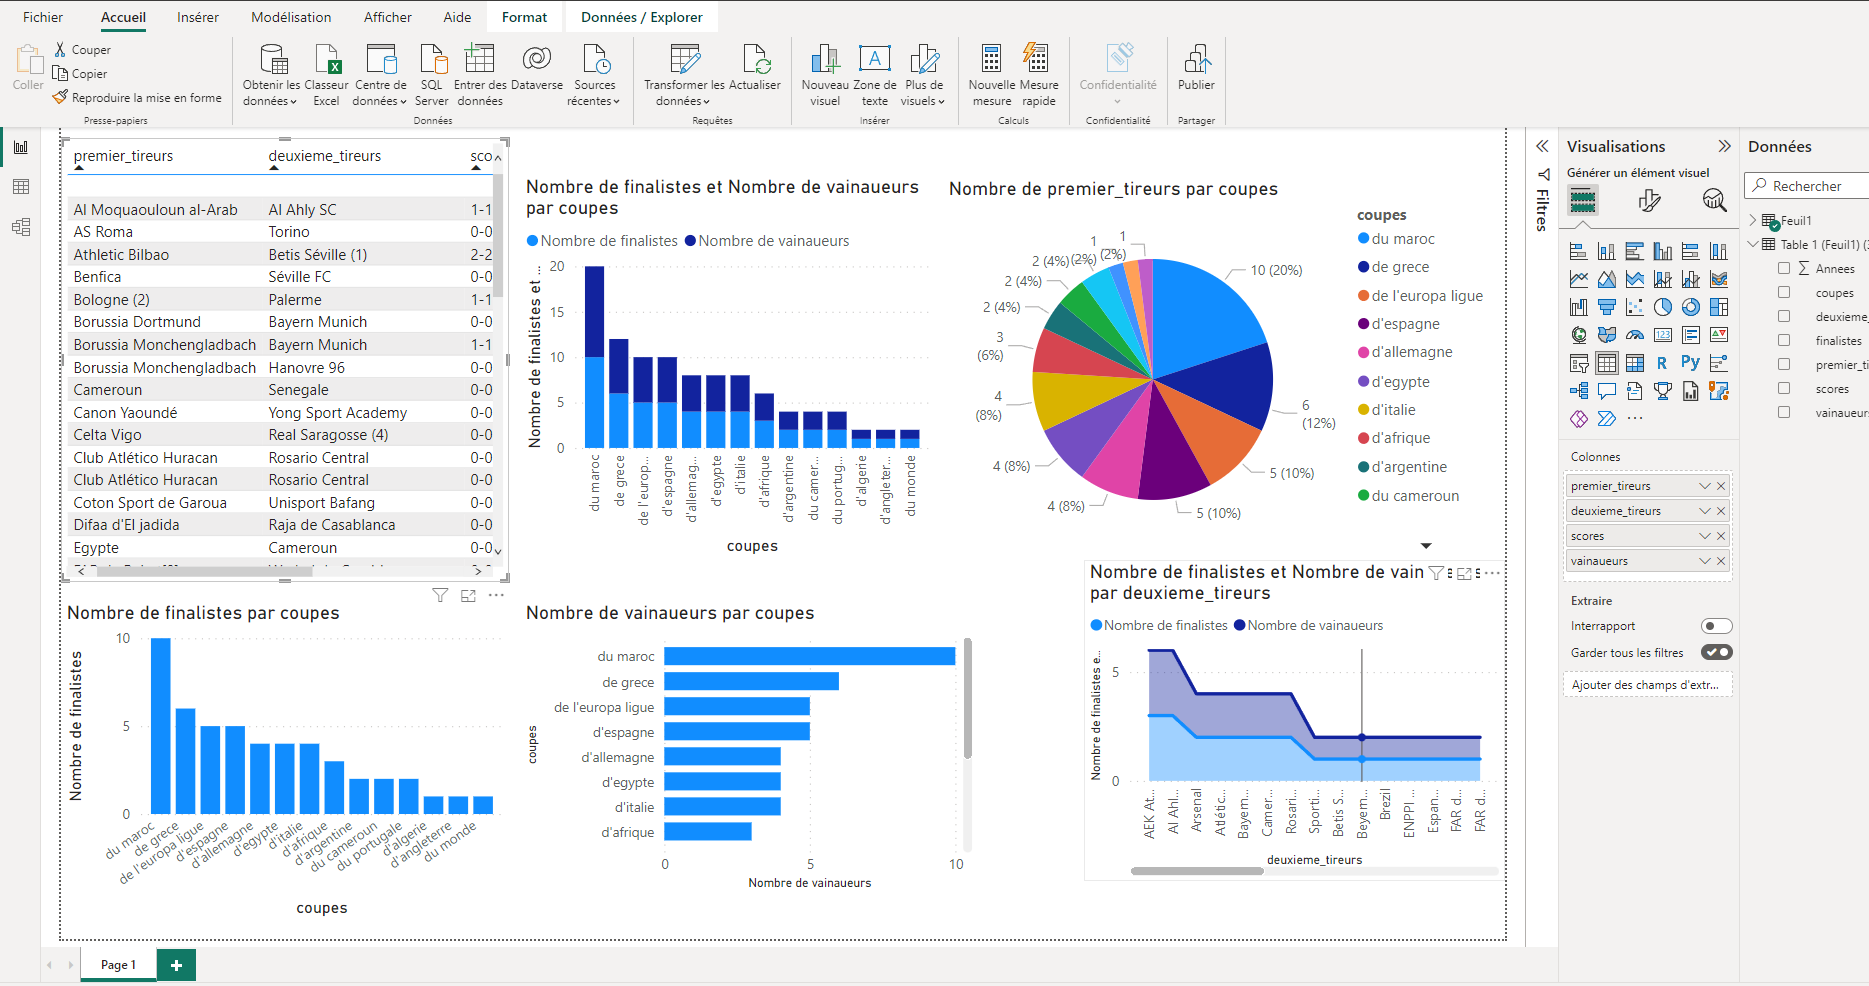 Fichier Accueil Insérer Modélisation Afficher Aide Format Données / Explorer
Coller
Couper
Copier
Reproduire la mise en forme
Presse-papiers
Obtenir les données
Classeur Excel
Centre de données
SQL Server
Entrer des données
Dataverse
Sources récentes
Données
Transformer les données
Actualiser
Requêtes
Nouveau visuel
Zone de texte
Plus de visuels
Insérer
Nouvelle mesure
Mesure rapide
Calculs
Confidentialité
Confidentialité
Publier
Partager
premier_tireurs deuxieme_tireurs sco
Al Moquaouloun al-Arab Al Ahly SC 1-1
AS Roma Torino 0-0
Athletic Bilbao Betis Séville (1) 2-2
Benfica Séville FC 0-0
Bologne (2) Palerme 1-1
Borussia Dortmund Bayern Munich 0-0
Borussia Monchengladbach Bayern Munich 1-1
Borussia Monchengladbach Hanovre 96 0-0
Cameroun Senegale 0-0
Canon Yaoundé Yong Sport Academy 0-0
Celta Vigo Real Saragosse (4) 0-0
Club Atlético Huracan Rosario Central 0-0
Club Atlético Huracan Rosario Central 0-0
Coton Sport de Garoua Unisport Bafang 0-0
Difaa d'El jadida Raja de Casablanca 0-0
Egypte Cameroun 0-0
Nombre de finalistes et Nombre de vainaueurs
par coupes
Nombre de finalistes Nombre de vainaueurs
Nombre de finalistes et ...
20
10
5
0
du maroc
de grece
de l'europ...
d'espagne
d'allemag...
d'egypte
d'italie
d'afrique
d'argentine
du camer...
du portug...
d'algerie
d'angleter...
du monde
coupes
Nombre de premier_tireurs par coupes
10 (20%)
6
(12%)
5 (10%)
5 (10%)
4 (8%)
4 (8%)
4
(8%)
3
(6%)
2 (4%)
2 (4%)
2 (4%)
1
(2%)
1
(2%)
coupes
du maroc
de grece
de l'europa ligue
d'espagne
d'allemagne
d'egypte
d'italie
d'afrique
d'argentine
du cameroun
Nombre de finalistes par coupes
Nombre de finalistes
10
5
0
du maroc
de grece
de l'europa ligue
d'espagne
d'allemagne
d'egypte
d'italie
d'afrique
d'argentine
du cameroun
du portugale
d'algerie
d'angleterre
du monde
coupes
Nombre de vainaueurs par coupes
coupes
du maroc
de grece
de l'europa ligue
d'espagne
d'allemagne
d'egypte
d'italie
d'afrique
0 5 10
Nombre de vainaueurs
Nombre de finalistes et Nombre de vain
par deuxieme_tireurs
Nombre de finalistes Nombre de vainaueurs
Nombre de finalistes e...
5
0
AEK At...
Al Ahl...
Arsenal
Atlétic...
Bayern...
Camer...
Rosari...
Sporti...
Betis S...
Beyem...
Brezil
ENPPI ...
Espan...
FAR d...
FAR d...
deuxieme_tireurs
Filtres
Visualisations
Générer un élément visuel
R
Py
123
Colonnes
premier_tireurs
deuxieme_tireurs
scores
vainaueurs
Extraire
Interrapport
Garder tous les filtres
Ajouter des champs d'extr...
Données
Rechercher
Feuil1
Table 1 (Feuil1) (
Annees
coupes
deuxieme_
finalistes
premier_ti
scores
vainaueur
Page 1